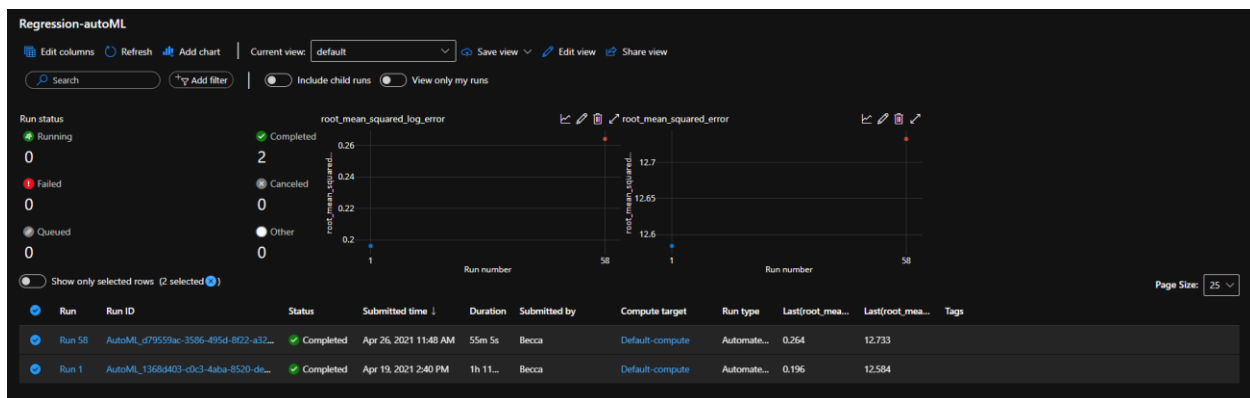 Regression-autoML
Edit columns Refresh Add chart Current view: default Save view Edit view Share view
Search Add filter Include child runs View only my runs
Run status
Running
0
Completed
2
Failed
0
Canceled
0
Queued
0
Other
0
root_mean_squared_log_error
root_mean_squared...
0.26
0.24
0.22
0.2
1 58
Run number
root_mean_squared_error
root_mean_squared...
12.7
12.65
12.6
1 58
Run number
Show only selected rows (2 selected)
Page Size: 25
Run Run ID Status Submitted time ↓ Duration Submitted by Compute target Run type Last(root_mea... Last(root_mea... Tags
Run 58 AutoML_d79559ac-3586-495d-8f22-a32... Completed Apr 26, 2021 11:48 AM 55m 5s Becca Default-compute Automate... 0.264 12.733
Run 1 AutoML_1368d403-c0c3-4aba-8520-de... Completed Apr 19, 2021 2:40 PM 1h 11... Becca Default-compute Automate... 0.196 12.584